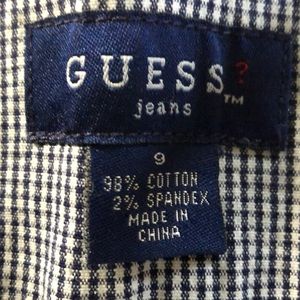 GUESS?
jeans™
9
98% COTTON
2% SPANDEX
MADE IN
CHINA